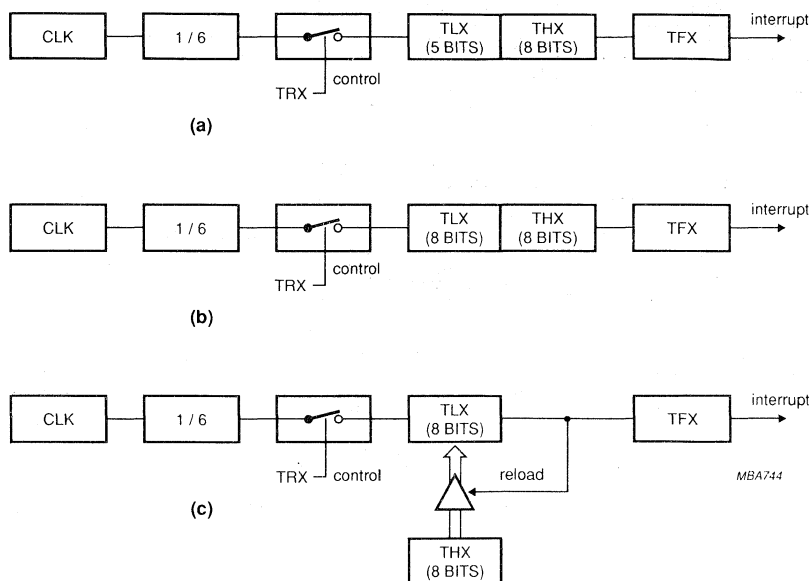 CLK
1 / 6
TRX
control
TLX
(5 BITS)
THX
(8 BITS)
TFX
interrupt
(a)
CLK
1 / 6
TRX
control
TLX
(8 BITS)
THX
(8 BITS)
TFX
interrupt
(b)
CLK
1 / 6
TRX
control
TLX
(8 BITS)
TFX
interrupt
reload
MBA744
(c)
THX
(8 BITS)